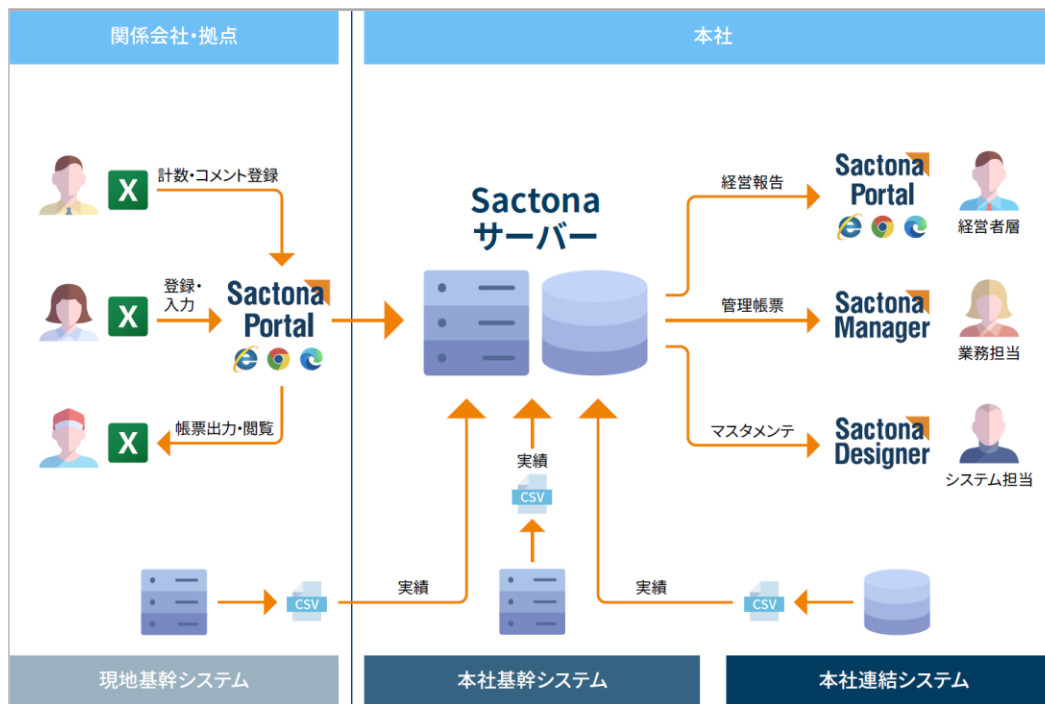 関係会社・拠点
本社
計数・コメント登録
X
登録・
入力
X
Sactona
Portal
帳票出力・閲覧
X
Sactona
サーバー
経営報告
Sactona
Portal
経営者層
管理帳票
Sactona
Manager
業務担当
マスタメンテ
Sactona
Designer
システム担当
CSV
実績
実績
CSV
実績
CSV
現地基幹システム
本社基幹システム
本社連結システム